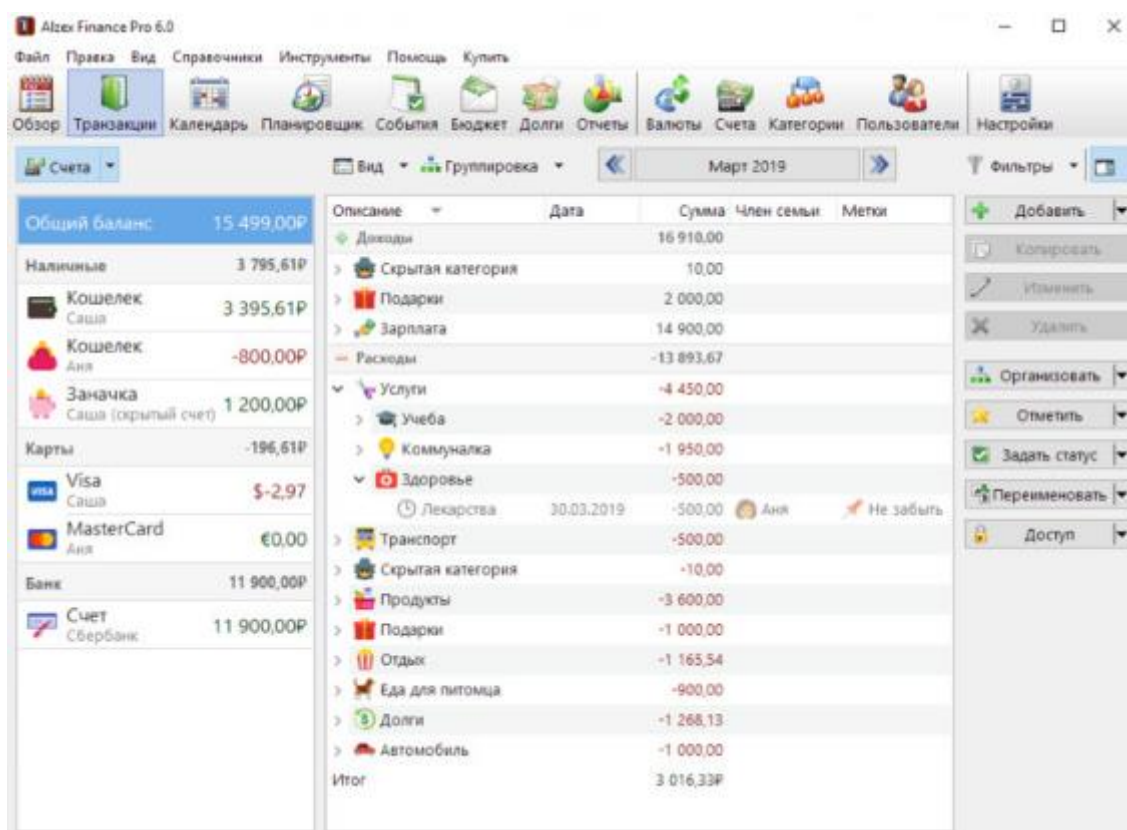 Alzex Finance Pro 6.0
Файл Правка Вид Справочники Инструменты Помощь Купить
Обзор Транзакции Календарь Планировщик События Бюджет Долги Отчеты Валюты Счета Категории Пользователи Настройки
Счета Вид Группировка Март 2019 Фильтры
Общий баланс 15 499,00₽
Наличные 3 795,61₽
Кошелек 3 395,61₽
Саша
Кошелек -800,00₽
Аня
Заначка 1 200,00₽
Саша (скрытый счет)
Карты -196,61₽
VISA Visa $-2,97
Саша
MasterCard €0,00
Аня
Банк 11 900,00₽
Счет 11 900,00₽
Сбербанк
Описание Дата Сумма Член семьи Метки
Доходы 16 910,00
Скрытая категория 10,00
Подарки 2 000,00
Зарплата 14 900,00
Расходы -13 893,67
Услуги -4 450,00
Учеба -2 000,00
Коммуналка -1 950,00
Здоровье -500,00
Лекарства 30.03.2019 -500,00 Аня Не забыть
Транспорт -500,00
Скрытая категория -10,00
Продукты -3 600,00
Подарки -1 000,00
Отдых -1 165,54
Еда для питомца -900,00
Долги -1 268,13
Автомобиль -1 000,00
Итог 3 016,33₽
Добавить
Копировать
Изменить
Удалить
Организовать
Отметить
Задать статус
Переименовать
Доступ